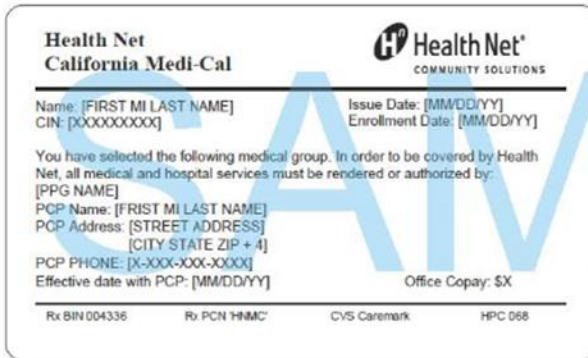 Health Net
California Medi-Cal
Health Net®
COMMUNITY SOLUTIONS
Name: [FIRST MI LAST NAME]
Issue Date: [MM/DD/YY]
CIN: [XXXXXXXXX]
Enrollment Date: [MM/DD/YY]
You have selected the following medical group. In order to be covered by Health
Net, all medical and hospital services must be rendered or authorized by:
[PPG NAME]
PCP Name: [FRIST MI LAST NAME]
PCP Address: [STREET ADDRESS]
[CITY STATE ZIP + 4]
PCP PHONE: [X-XXX-XXX-XXXX]
Effective date with PCP: [MM/DD/YY]
Office Copay: $X
Rx BIN 004336 Rx PCN 'HNMC' CVS Caremark HPC 068
SAM